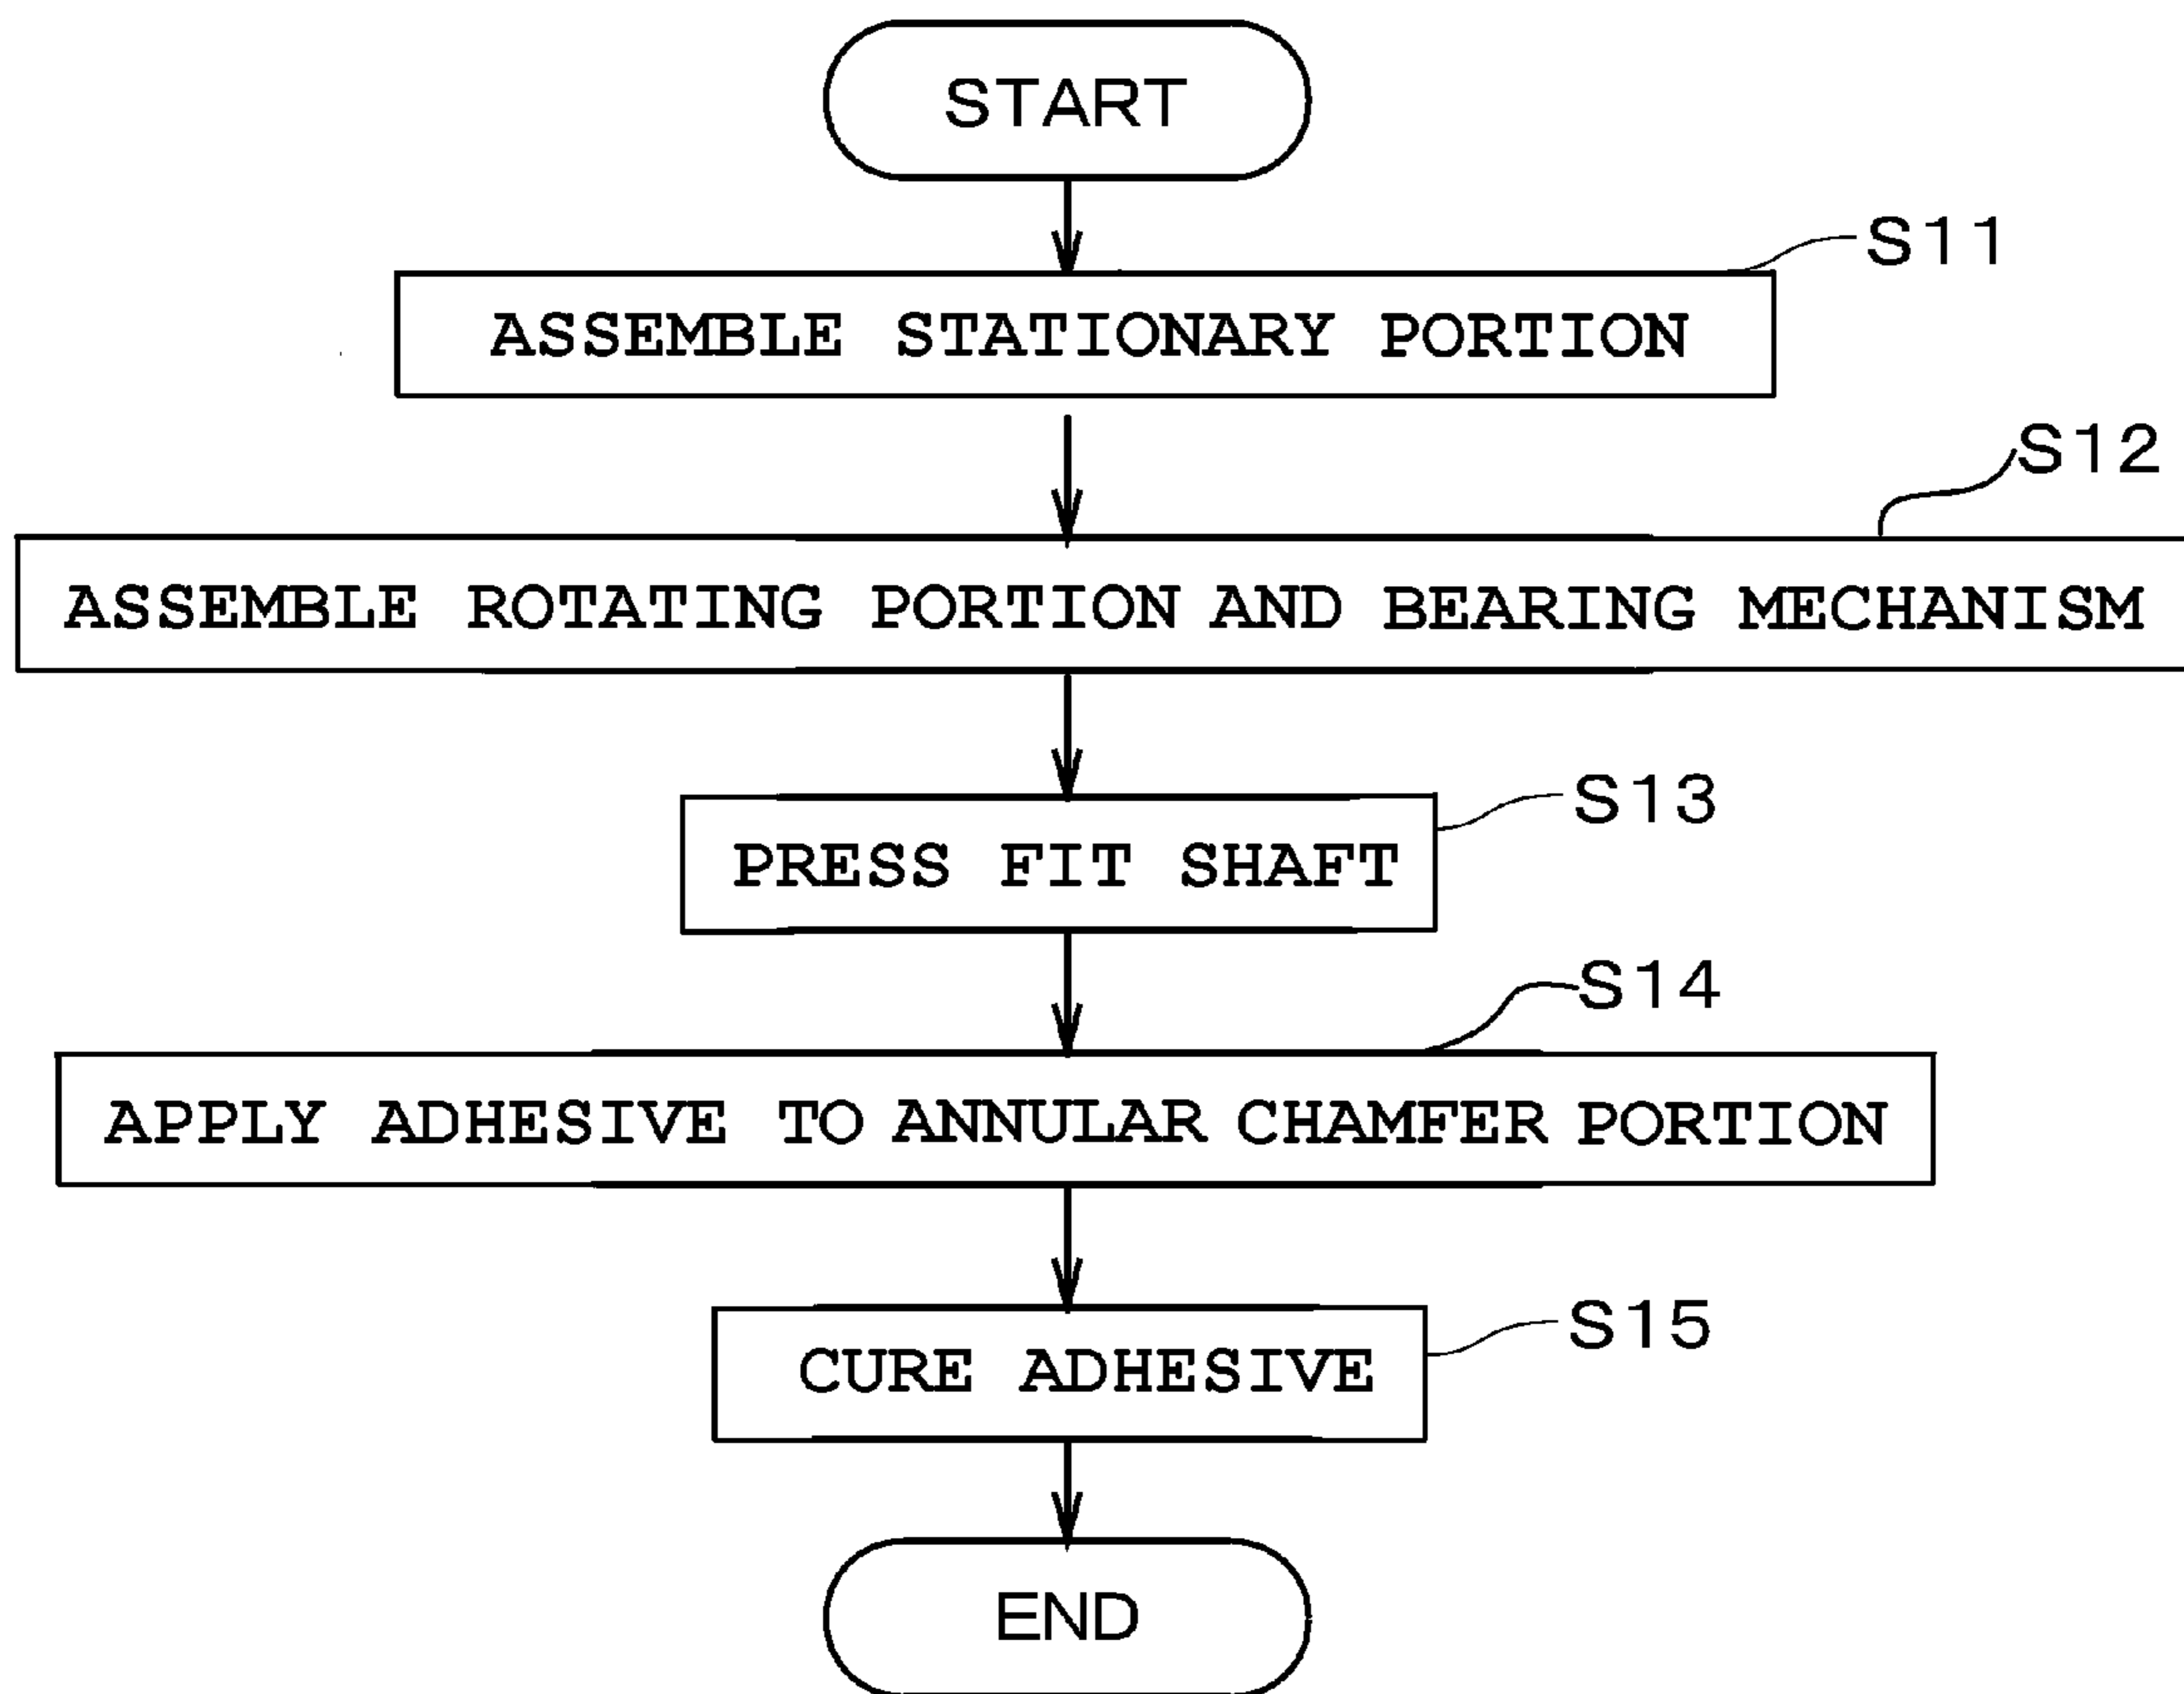 START
S11
ASSEMBLE STATIONARY PORTION
S12
ASSEMBLE ROTATING PORTION AND BEARING MECHANISM
S13
PRESS FIT SHAFT
S14
APPLY ADHESIVE TO ANNULAR CHAMFER PORTION
S15
CURE ADHESIVE
END